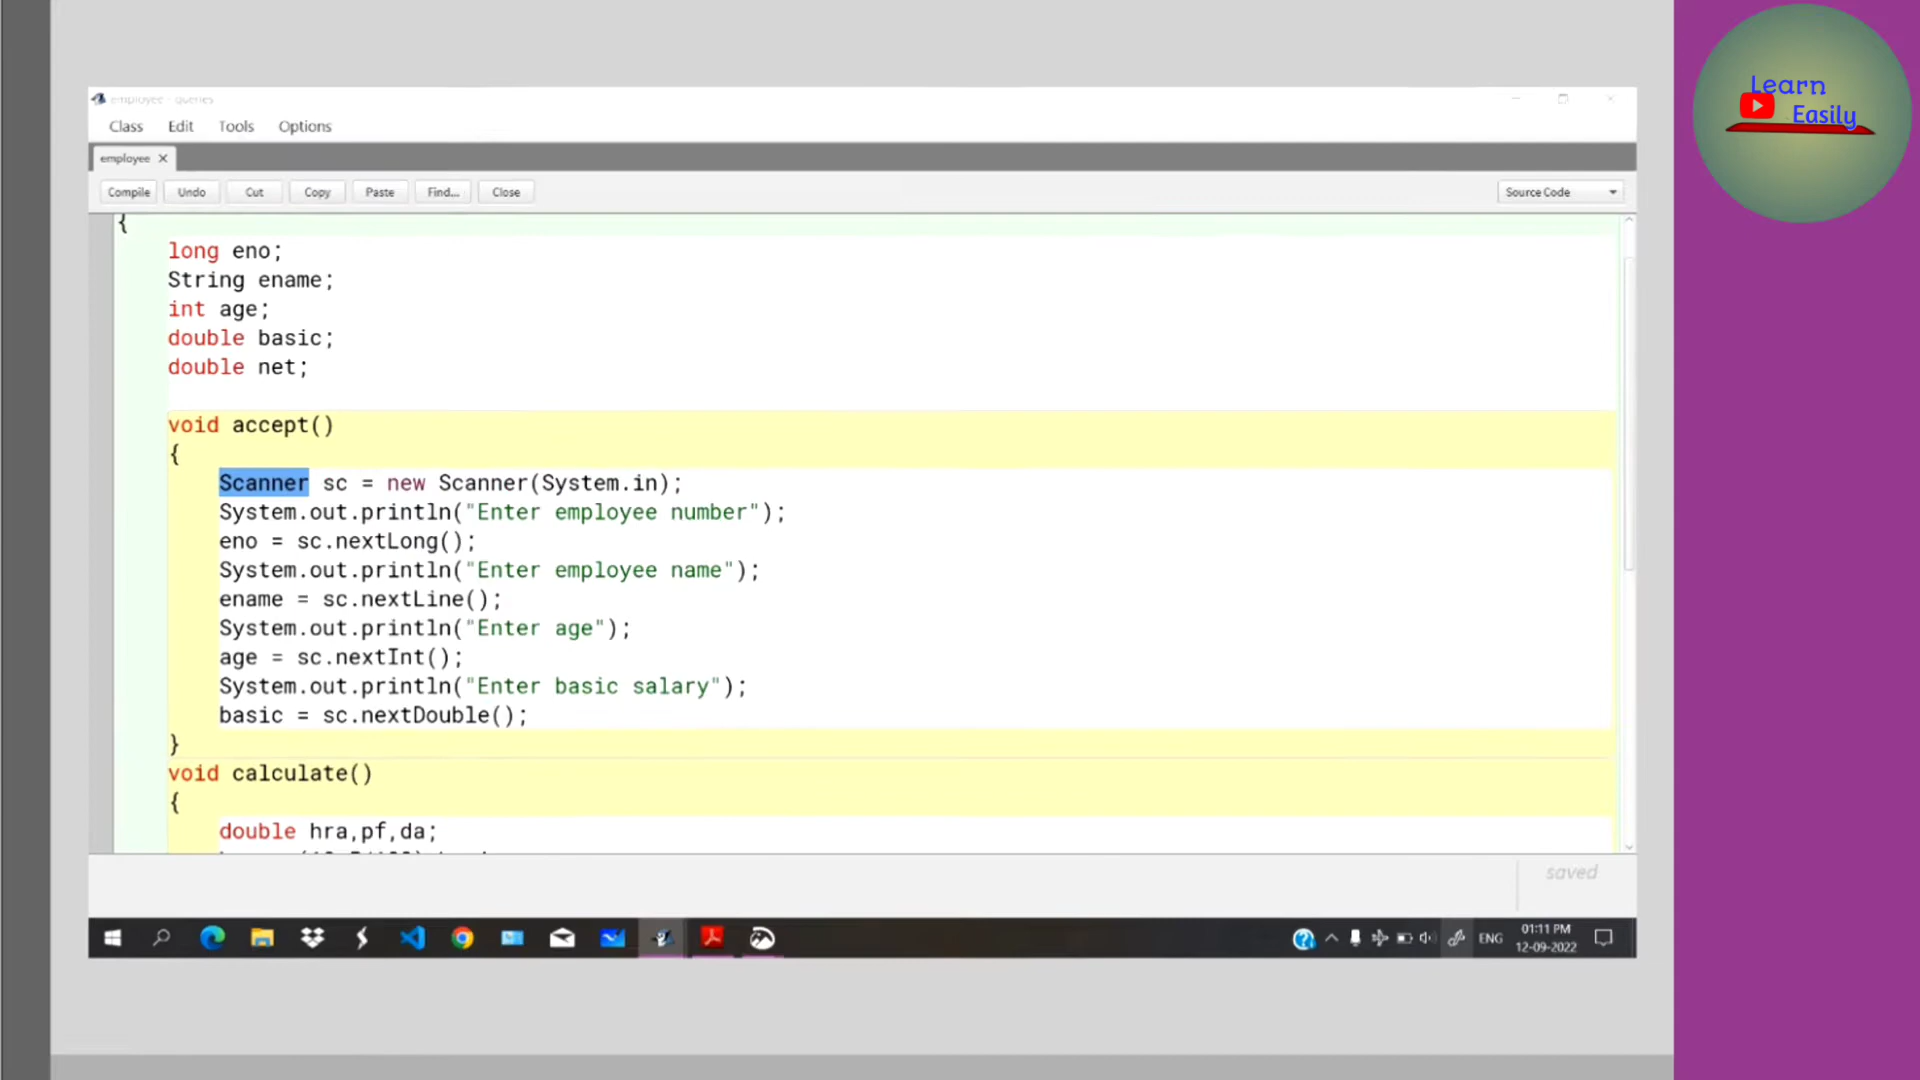 Learn
Easily
employee - queries
Class Edit Tools Options
employee
Compile Undo Cut Copy Paste Find... Close Source Code
{
long eno;
String ename;
int age;
double basic;
double net;
void accept()
{
Scanner sc = new Scanner(System.in);
System.out.println("Enter employee number");
eno = sc.nextLong();
System.out.println("Enter employee name");
ename = sc.nextLine();
System.out.println("Enter age");
age = sc.nextInt();
System.out.println("Enter basic salary");
basic = sc.nextDouble();
}
void calculate()
{
double hra,pf,da;
saved
ENG
01:11 PM
12-09-2022